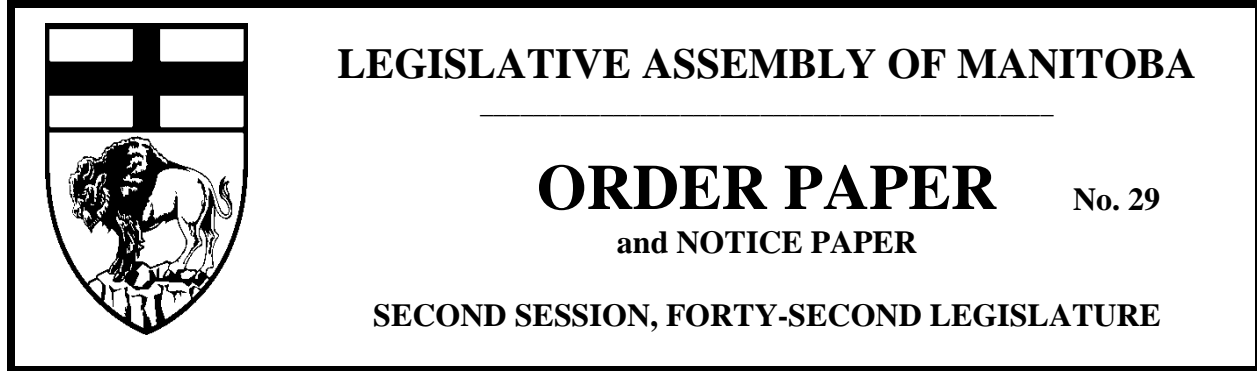 LEGISLATIVE ASSEMBLY OF MANITOBA
ORDER PAPER No. 29
and NOTICE PAPER
SECOND SESSION, FORTY-SECOND LEGISLATURE